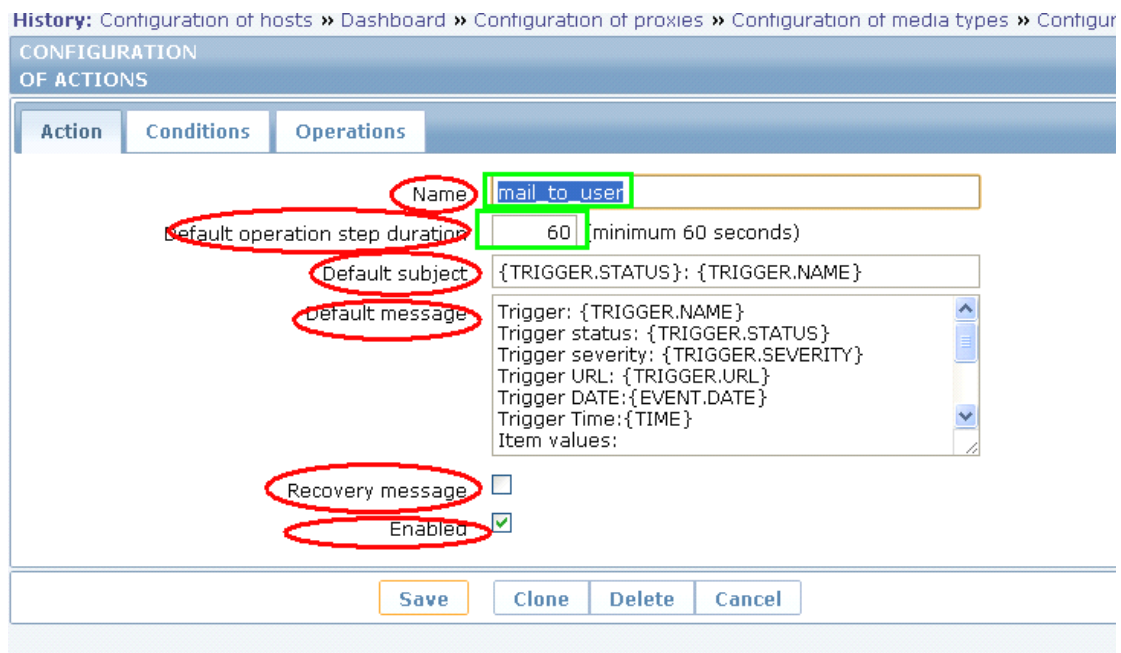 History: Configuration of hosts » Dashboard » Configuration of proxies » Configuration of media types » Configur
CONFIGURATION
OF ACTIONS
Action Conditions Operations
Name mail_to_user
Default operation step duration 60 (minimum 60 seconds)
Default subject {TRIGGER.STATUS}: {TRIGGER.NAME}
Default message Trigger: {TRIGGER.NAME}
Trigger status: {TRIGGER.STATUS}
Trigger severity: {TRIGGER.SEVERITY}
Trigger URL: {TRIGGER.URL}
Trigger DATE:{EVENT.DATE}
Trigger Time:{TIME}
Item values:
Recovery message
Enabled
Save Clone Delete Cancel